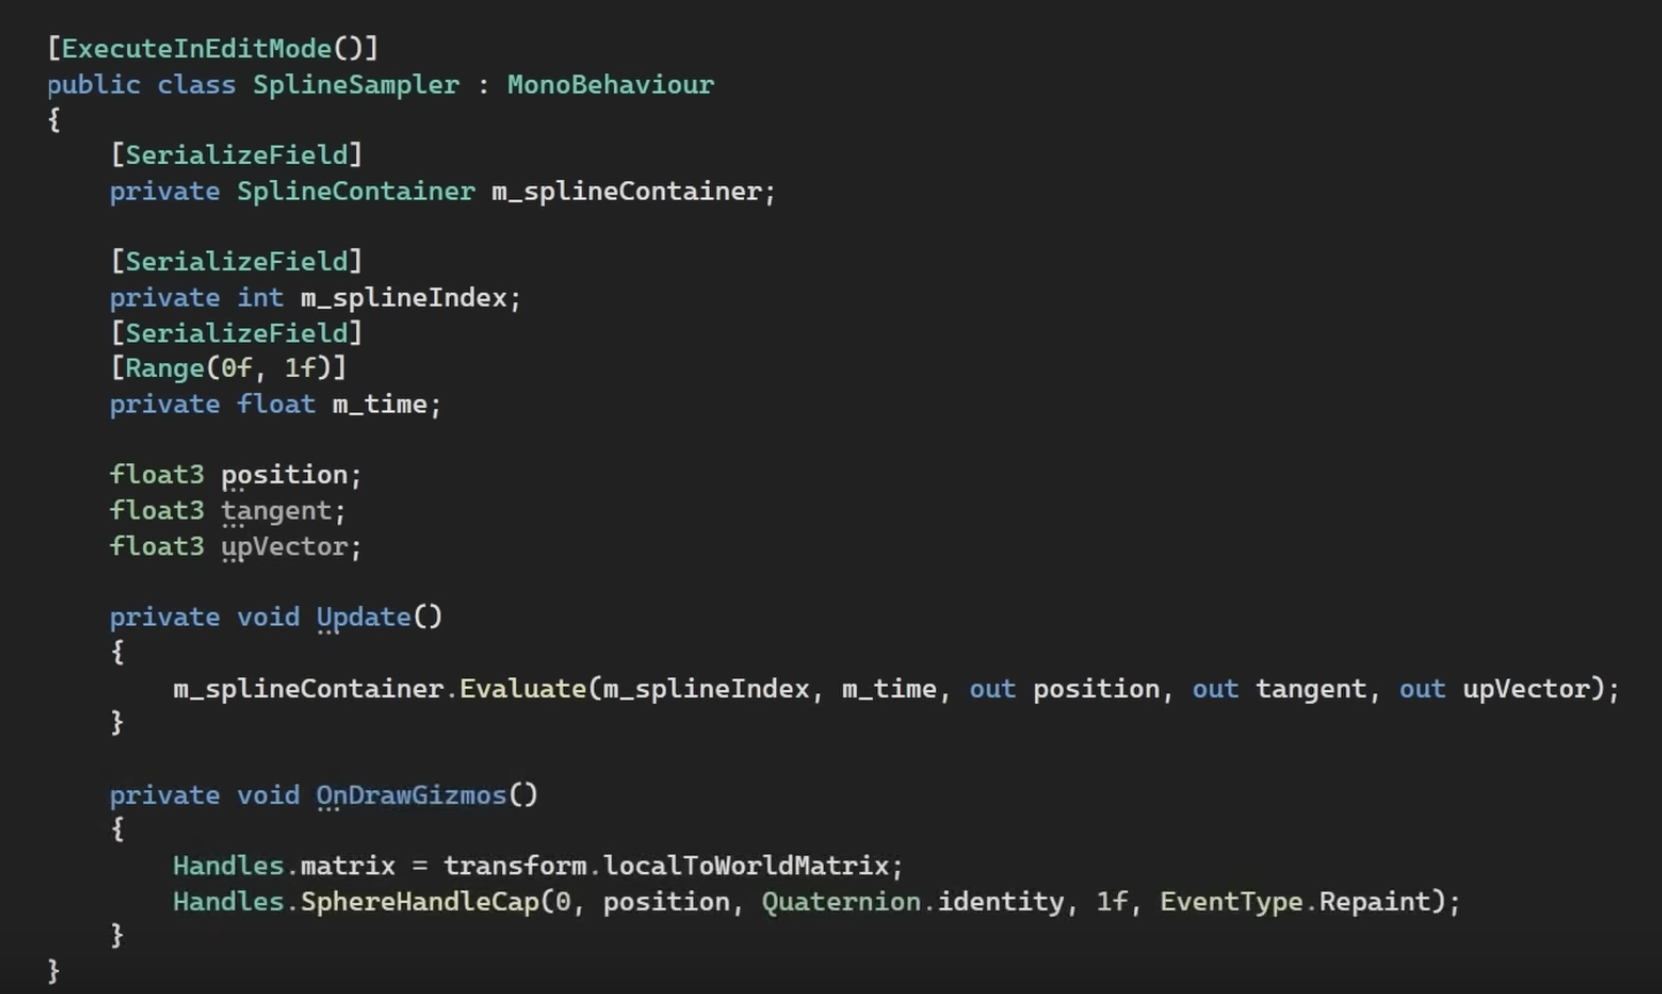 [ExecuteInEditMode()]
public class SplineSampler : MonoBehaviour
{
    [SerializeField]
    private SplineContainer m_splineContainer;

    [SerializeField]
    private int m_splineIndex;
    [SerializeField]
    [Range(0f, 1f)]
    private float m_time;

    float3 position;
    float3 tangent;
    float3 upVector;

    private void Update()
    {
        m_splineContainer.Evaluate(m_splineIndex, m_time, out position, out tangent, out upVector);
    }

    private void OnDrawGizmos()
    {
        Handles.matrix = transform.localToWorldMatrix;
        Handles.SphereHandleCap(0, position, Quaternion.identity, 1f, EventType.Repaint);
    }
}